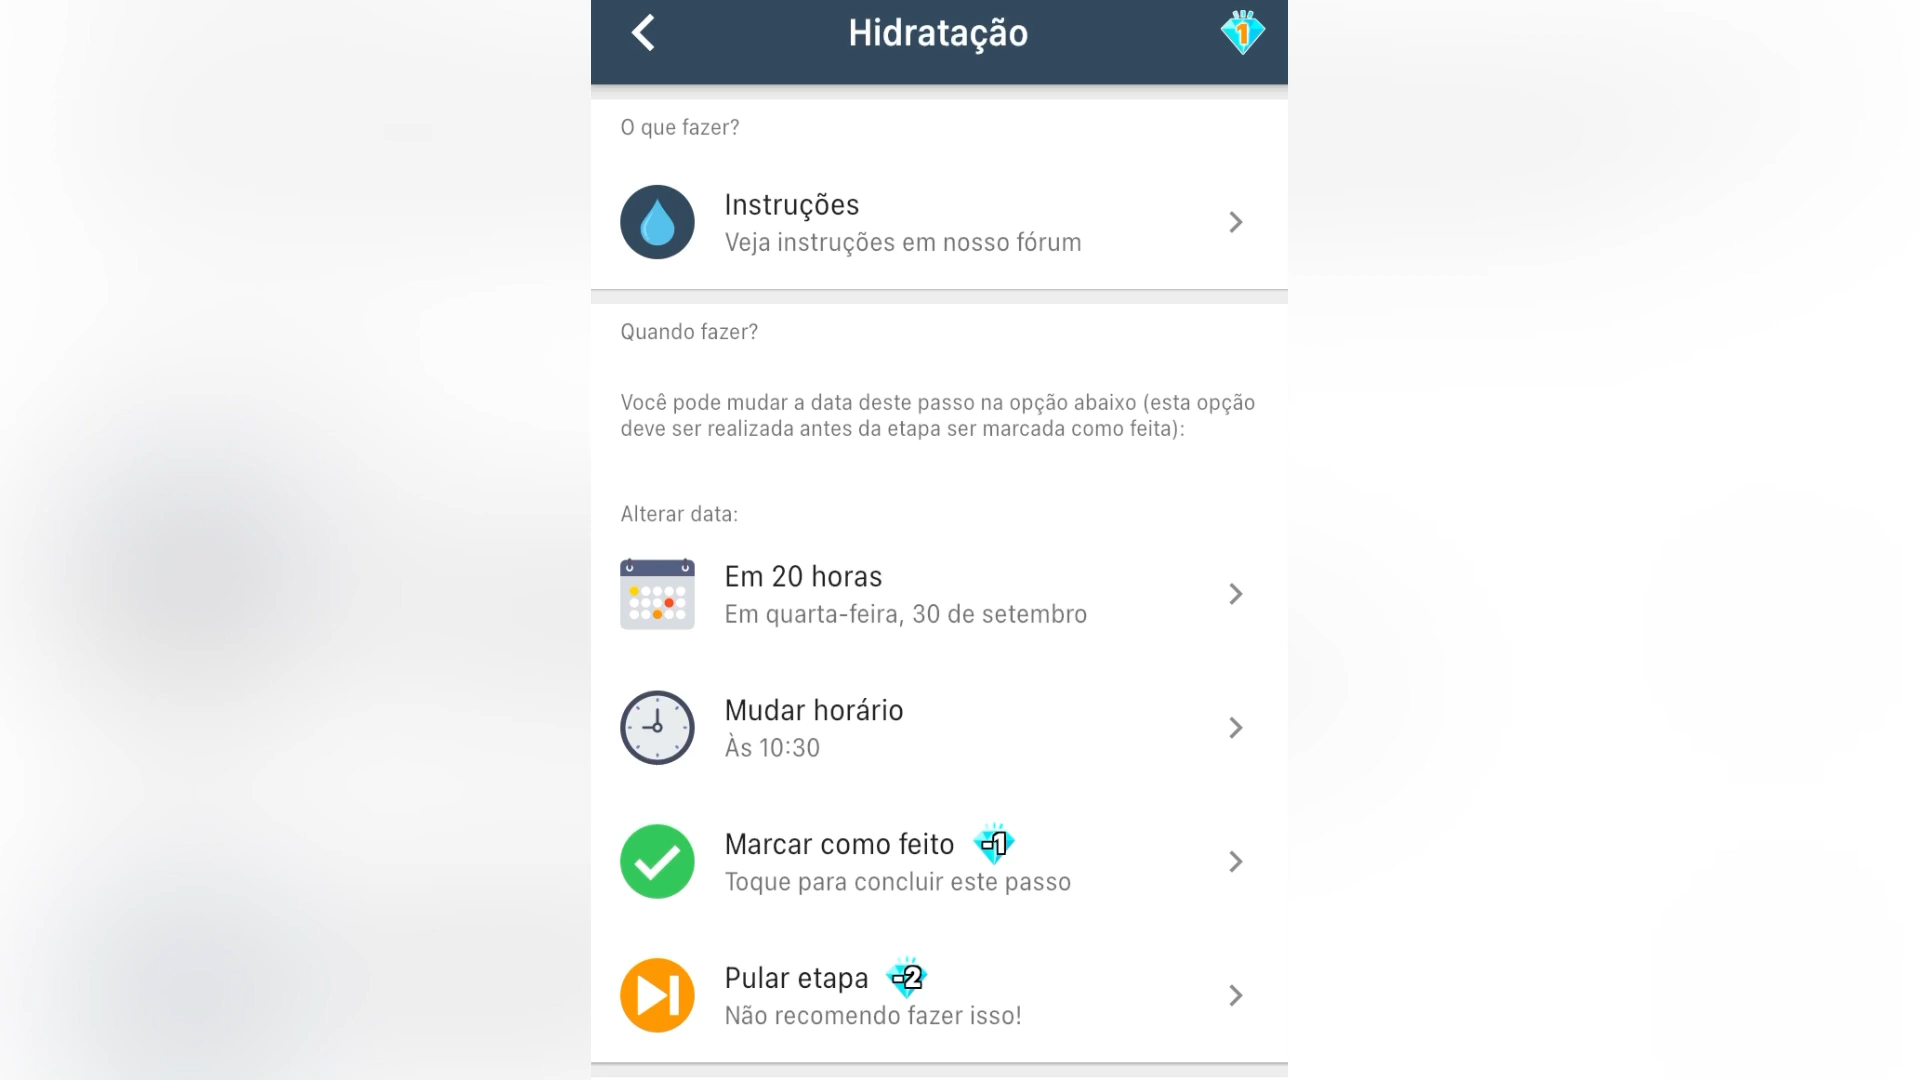 Hidratação
1
O que fazer?
Instruções
Veja instruções em nosso fórum
Quando fazer?
Você pode mudar a data deste passo na opção abaixo (esta opção
deve ser realizada antes da etapa ser marcada como feita):
Alterar data:
Em 20 horas
Em quarta-feira, 30 de setembro
Mudar horário
Às 10:30
Marcar como feito -1
Toque para concluir este passo
Pular etapa -2
Não recomendo fazer isso!